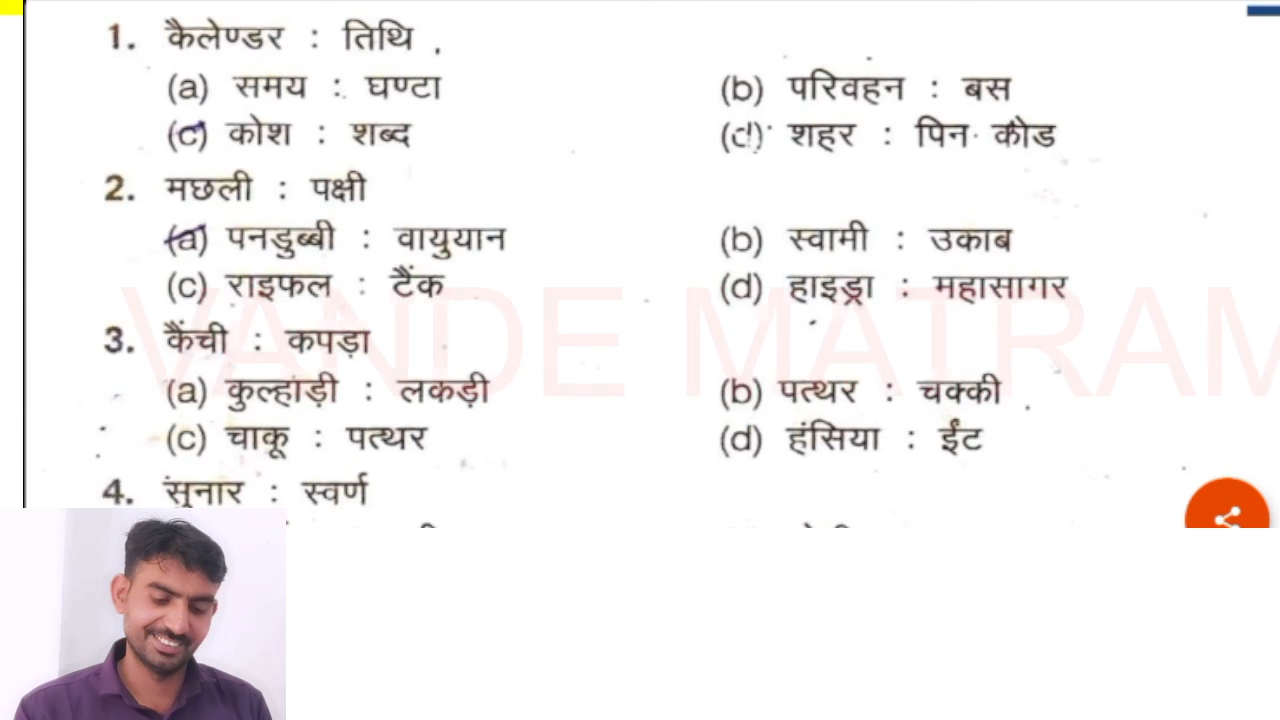 1. कैलेण्डर : तिथि
(a) समय : घण्टा (b) परिवहन : बस
(c) कोश : शब्द (d) शहर : पिन कोड
2. मछली : पक्षी
(a) पनडुब्बी : वायुयान (b) स्वामी : उकाब
(c) राइफल : टैंक (d) हाइड्रा : महासागर
VANDE MATRAM
3. कैंची : कपड़ा
(a) कुल्हाड़ी : लकड़ी (b) पत्थर : चक्की
(c) चाकू : पत्थर (d) हंसिया : ईंट
4. सुनार : स्वर्ण